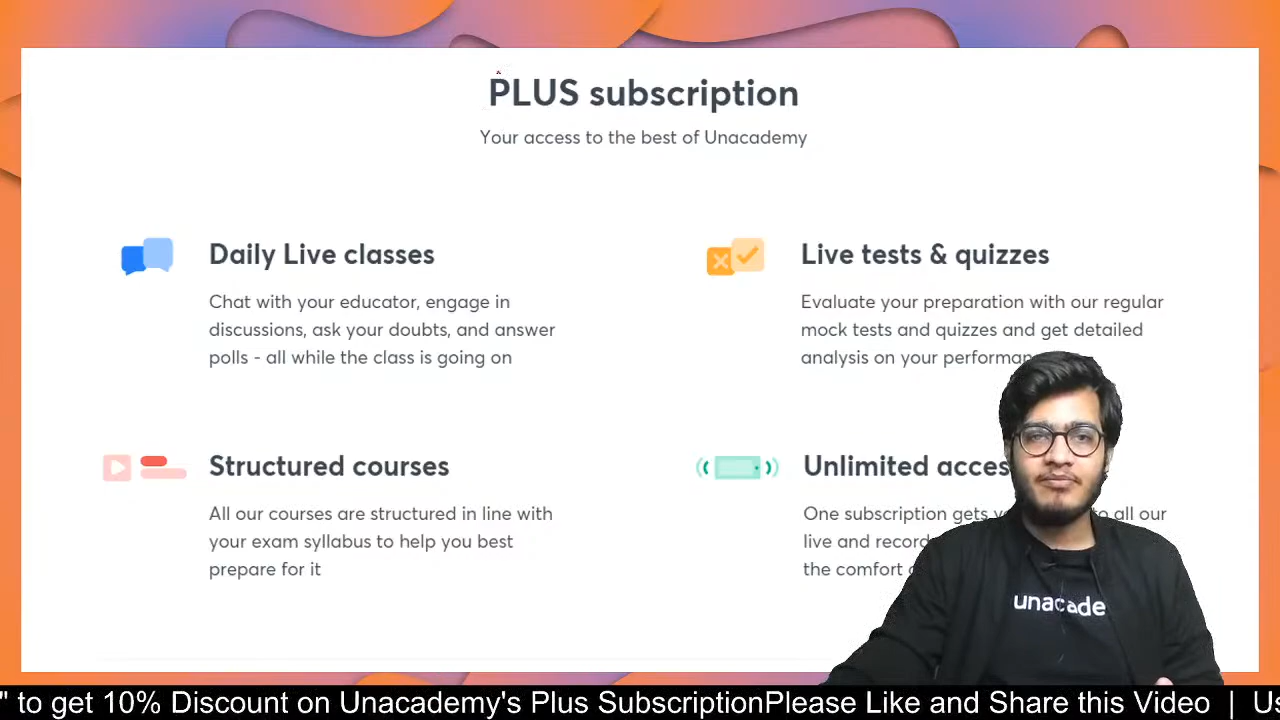 PLUS subscription
Your access to the best of Unacademy
Daily Live classes
Chat with your educator, engage in
discussions, ask your doubts, and answer
polls - all while the class is going on
Live tests & quizzes
Evaluate your preparation with our regular
mock tests and quizzes and get detailed
analysis on your
Structured courses
All our courses are structured in line with
your exam syllabus to help you best
prepare for it
Unlimited
One subscription gets all our
live and
the comfort
unacade
" to get 10% Discount on Unacademy's Plus SubscriptionPlease Like and Share this Video |